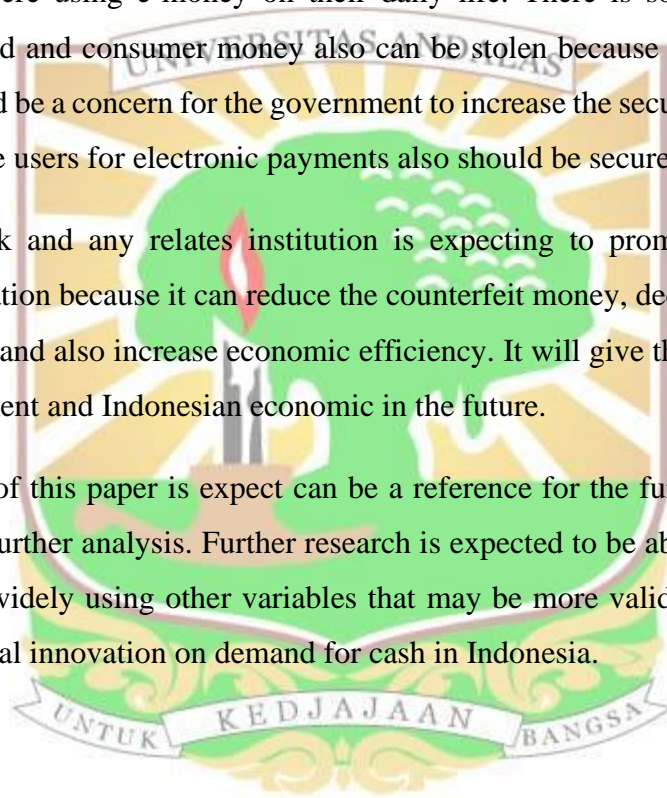 were using e-money on their daily life. There is so
d and consumer money also can be stolen because
UNIVERSITAS ANDALAS
d be a concern for the government to increase the secu
e users for electronic payments also should be secure
k and any relates institution is expecting to prom
ation because it can reduce the counterfeit money, dec
and also increase economic efficiency. It will give th
ent and Indonesian economic in the future.
of this paper is expect can be a reference for the fu
urther analysis. Further research is expected to be ab
videly using other variables that may be more valid
al innovation on demand for cash in Indonesia.
UNTUK KEDJAJAAN BANGSA